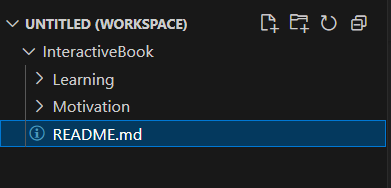 UNTITLED (WORKSPACE)
InteractiveBook
Learning
Motivation
README.md